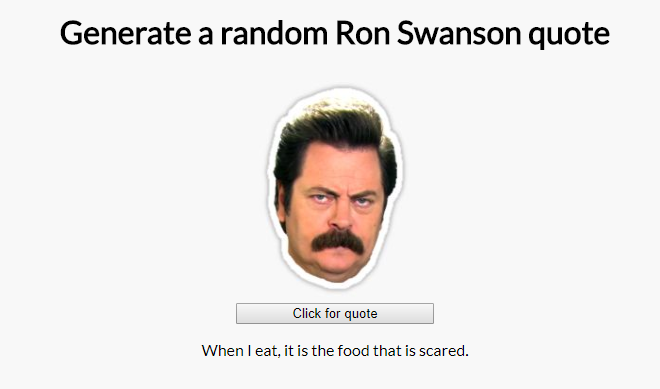 Generate a random Ron Swanson quote
Click for quote
When I eat, it is the food that is scared.